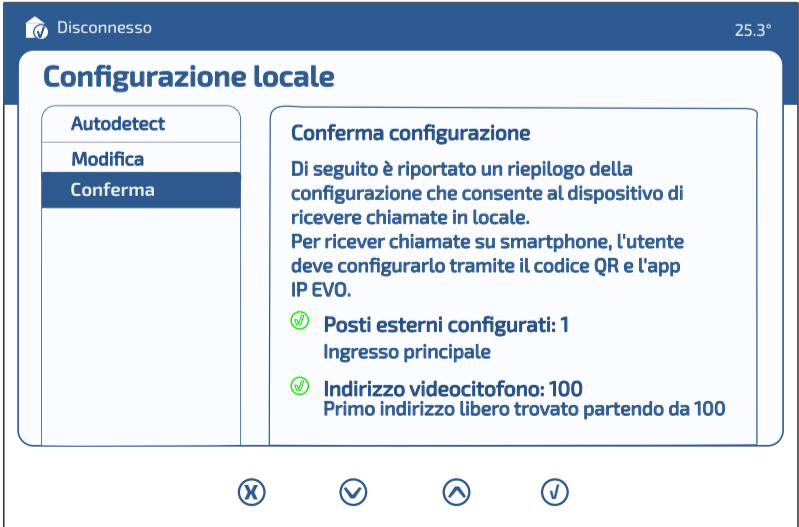 Disconnesso
25.3°
Configurazione locale
Autodetect
Modifica
Conferma
Conferma configurazione
Di seguito è riportato un riepilogo della
configurazione che consente al dispositivo di
ricevere chiamate in locale.
Per ricever chiamate su smartphone, l'utente
deve configurarlo tramite il codice QR e l'app
IP EVO.
Posti esterni configurati: 1
Ingresso principale
Indirizzo videocitofono: 100
Primo indirizzo libero trovato partendo da 100